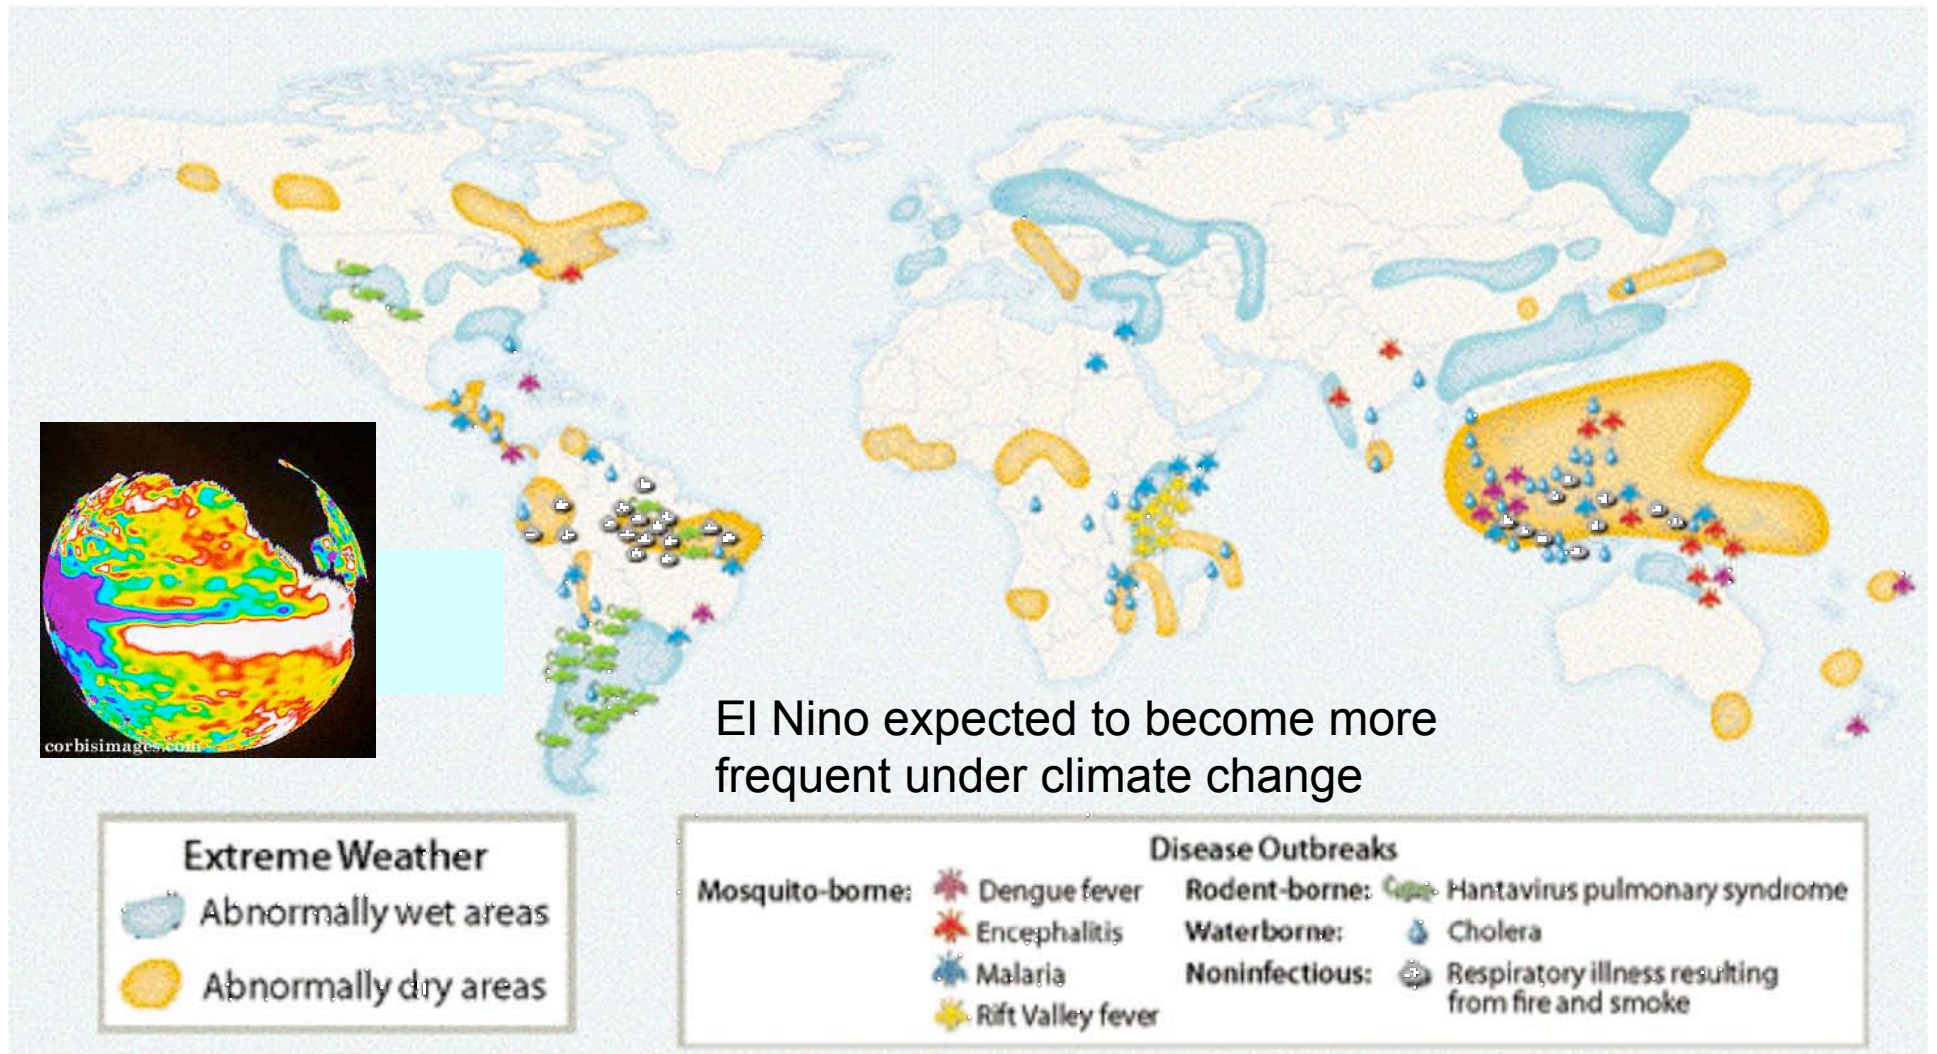 corbisimages.com
El Nino expected to become more
frequent under climate change
Extreme Weather
Abnormally wet areas
Abnormally dry areas
Disease Outbreaks
Mosquito-borne:
Dengue fever
Encephalitis
Malaria
Rift Valley fever
Rodent-borne:
Hantavirus pulmonary syndrome
Waterborne:
Cholera
Noninfectious:
Respiratory illness resulting
from fire and smoke